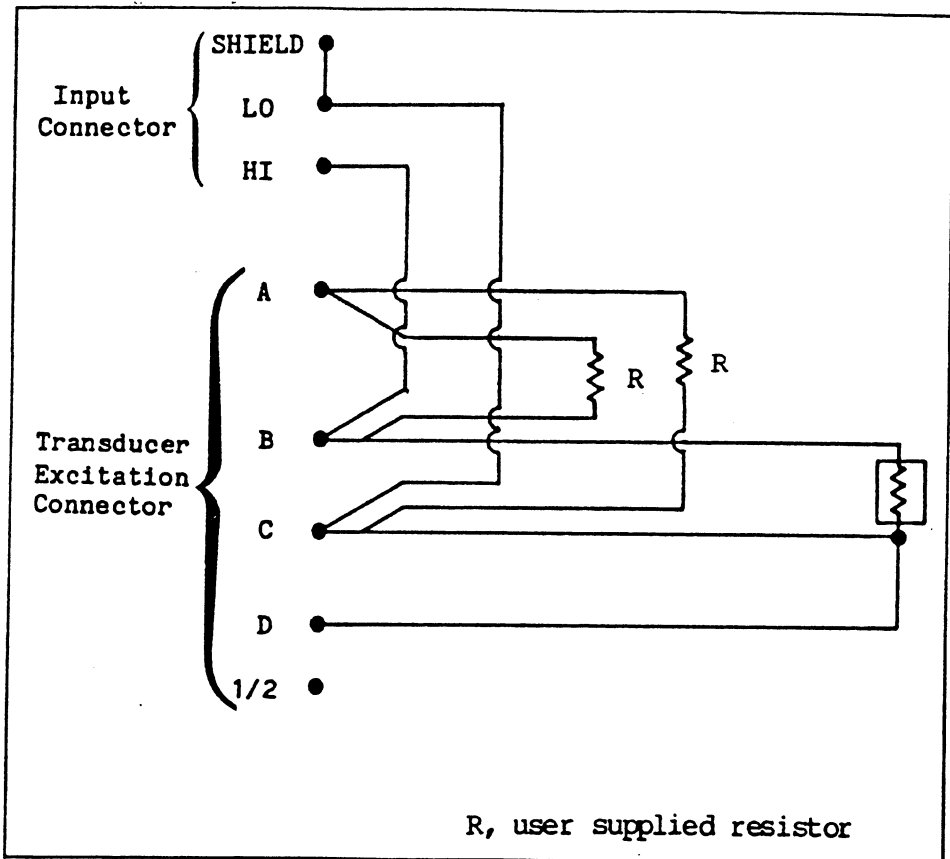 SHIELD
Input
Connector
LO
HI
A
R
R
B
Transducer
Excitation
Connector
C
D
1/2
R, user supplied resistor